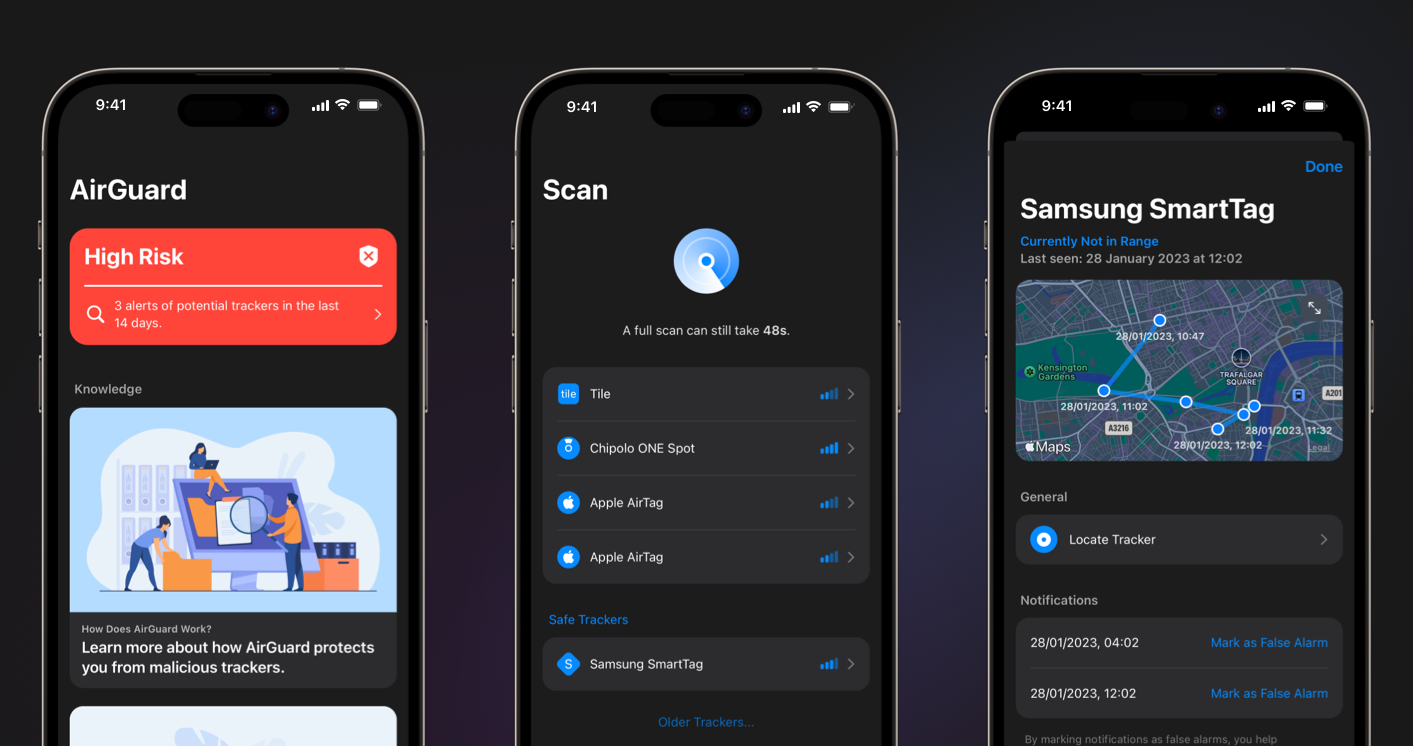 9:41
AirGuard
High Risk
3 alerts of potential trackers in the last
14 days.
Knowledge
How Does AirGuard Work?
Learn more about how AirGuard protects
you from malicious trackers.
9:41
Scan
A full scan can still take 48s.
tile Tile
Chipolo ONE Spot
Apple AirTag
Apple AirTag
Safe Trackers
S Samsung SmartTag
Older Trackers...
9:41
Done
Samsung SmartTag
Currently Not in Range
Last seen: 28 January 2023 at 12:02
28/01/2023, 10:47
Kensington
Gardens
TRAFALGAR
SQUARE
A201
28/01/2023, 11:02
A3216
28/01/2023, 11:32
28/01/2023, 12:02
Maps
Legal
General
Locate Tracker
Notifications
28/01/2023, 04:02 Mark as False Alarm
28/01/2023, 12:02 Mark as False Alarm
By marking notifications as false alarms, you help